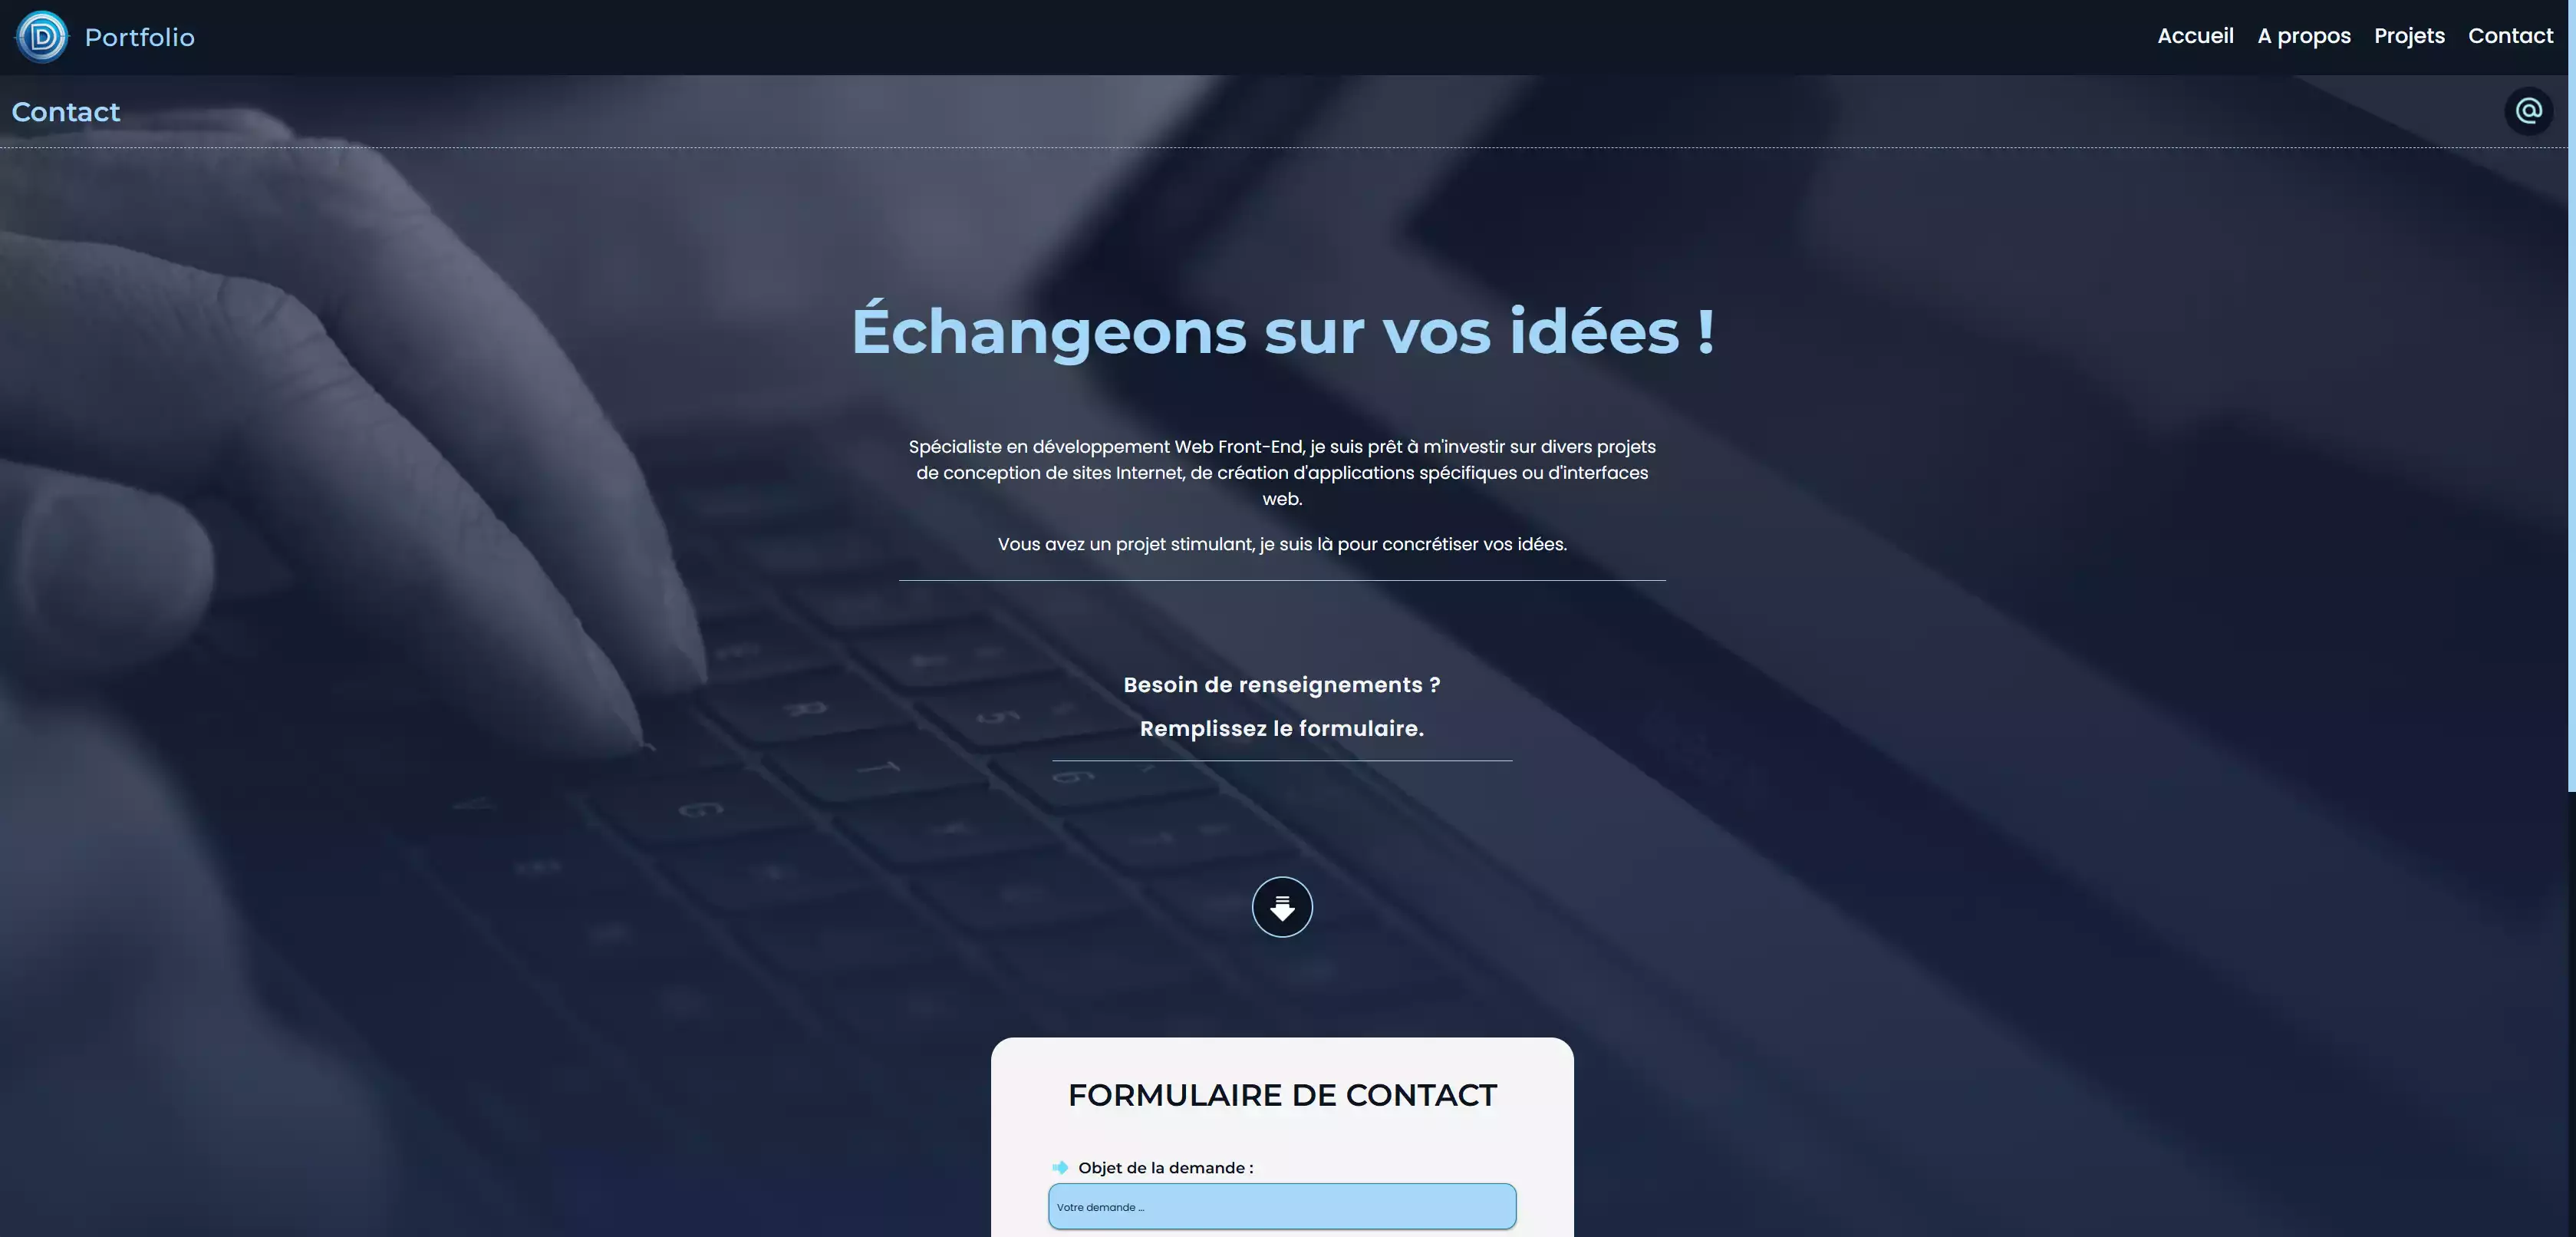 D Portfolio
Accueil A propos Projets Contact
Contact
@
Échangeons sur vos idées !
Spécialiste en développement Web Front-End, je suis prêt à m'investir sur divers projets
de conception de sites Internet, de création d'applications spécifiques ou d'interfaces
web.
Vous avez un projet stimulant, je suis là pour concrétiser vos idées.
Besoin de renseignements ?
Remplissez le formulaire.
R
5
T
6
G
V
FORMULAIRE DE CONTACT
Objet de la demande :
Votre demande ...